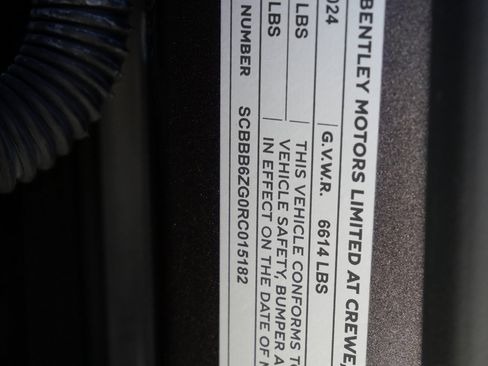 BENTLEY MOTORS LIMITED AT CREWE,
024 G.V.W.R. 6614 LBS
LBS THIS VEHICLE CONFORMS TO
VEHICLE SAFETY, BUMPER A
LBS IN EFFECT ON THE DATE OF
NUMBER SCBBB6ZG0RC015182